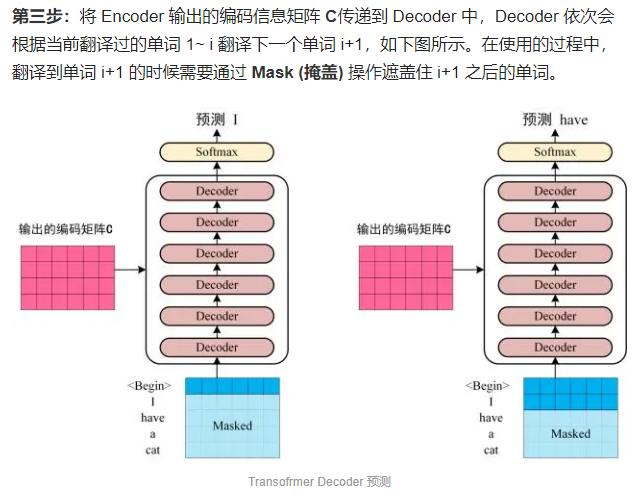 第三步：将 Encoder 输出的编码信息矩阵 C传递到 Decoder 中，Decoder 依次会
根据当前翻译过的单词 1~ i 翻译下一个单词 i+1，如下图所示。在使用的过程中，
翻译到单词 i+1 的时候需要通过 Mask (掩盖) 操作遮盖住 i+1 之后的单词。
预测 I
Softmax
Decoder
Decoder
Decoder
Decoder
Decoder
Decoder
输出的编码矩阵C
<Begin>
I
have
a
cat
Masked
预测 have
Softmax
Decoder
Decoder
Decoder
Decoder
Decoder
Decoder
输出的编码矩阵C
<Begin>
I
have
a
cat
Masked
Transofrmer Decoder 预测